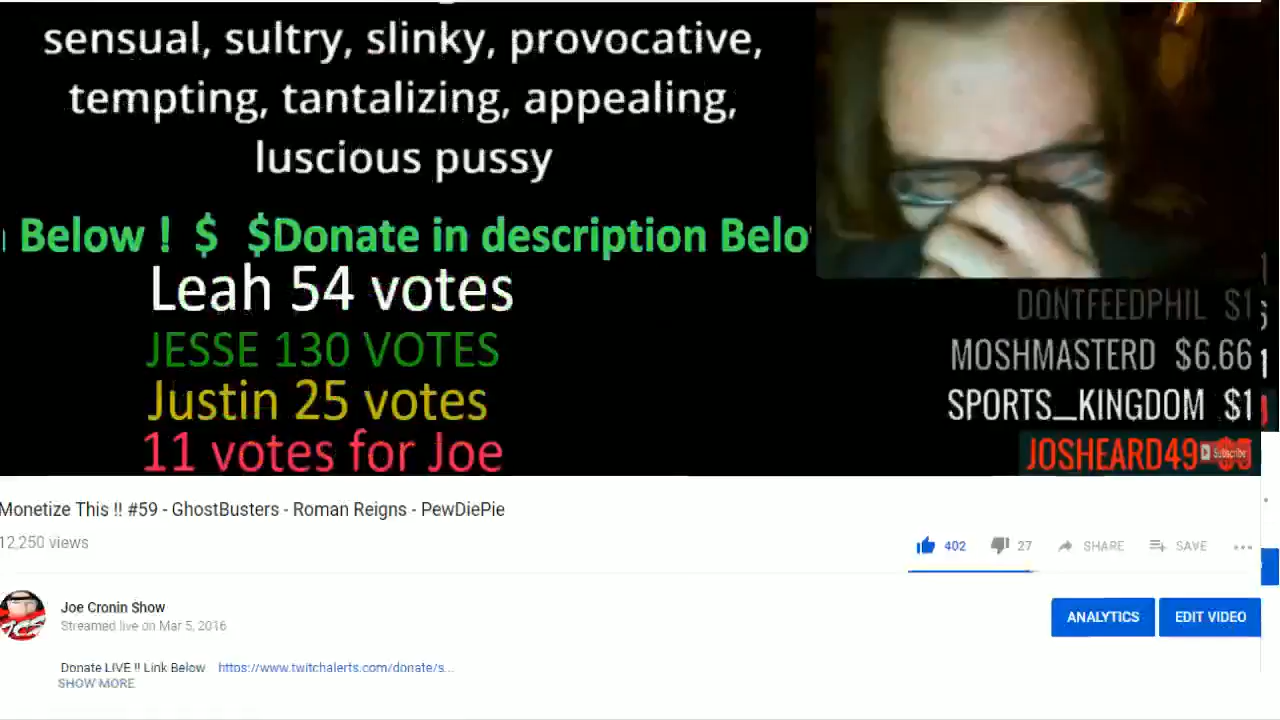 sensual, sultry, slinky, provocative,
tempting, tantalizing, appealing,
luscious pussy
Below ! $ $Donate in description Belo
Leah 54 votes
JESSE 130 VOTES
Justin 25 votes
11 votes for Joe
DONTFEEDPHIL $1
MOSHMASTERD $6.66
SPORTS_KINGDOM $1
JOSHEARD49 $5
Subscribe
Monetize This !! #59 - GhostBusters - Roman Reigns - PewDiePie
12,250 views
402 27 SHARE SAVE
Joe Cronin Show
Streamed live on Mar 5, 2016
ANALYTICS EDIT VIDEO
Donate LIVE !! Link Below https://www.twitchalerts.com/donate/s...
SHOW MORE